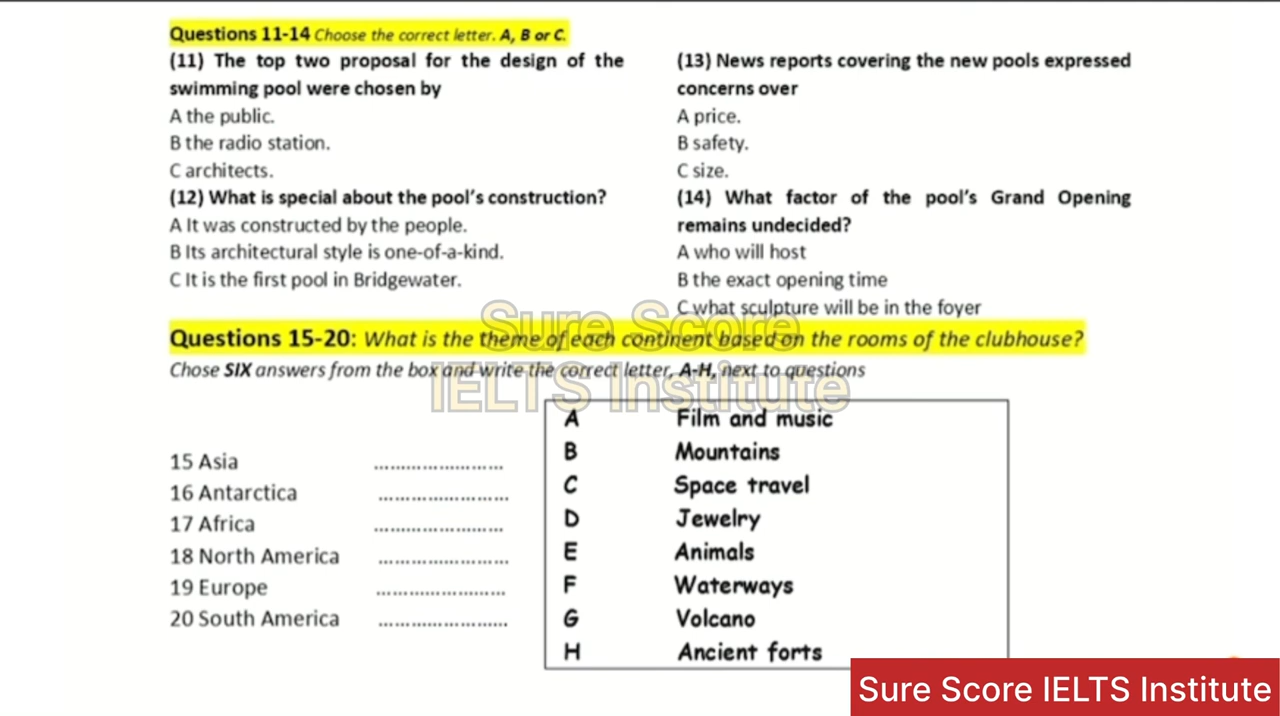 Questions 11-14 Choose the correct letter. A, B or C.
(11) The top two proposal for the design of the
swimming pool were chosen by
A the public.
B the radio station.
C architects.
(12) What is special about the pool's construction?
A It was constructed by the people.
B Its architectural style is one-of-a-kind.
C It is the first pool in Bridgewater.
(13) News reports covering the new pools expressed
concerns over
A price.
B safety.
C size.
(14) What factor of the pool's Grand Opening
remains undecided?
A who will host
B the exact opening time
C what sculpture will be in the foyer
Sure Score
IELTS Institute
Questions 15-20: What is the theme of each continent based on the rooms of the clubhouse?
Chose SIX answers from the box and write the correct letter, A-H, next to questions
15 Asia ..........................
16 Antarctica ..........................
17 Africa ..........................
18 North America ..........................
19 Europe ..........................
20 South America ..........................
A Film and music
B Mountains
C Space travel
D Jewelry
E Animals
F Waterways
G Volcano
H Ancient forts
Sure Score IELTS Institute